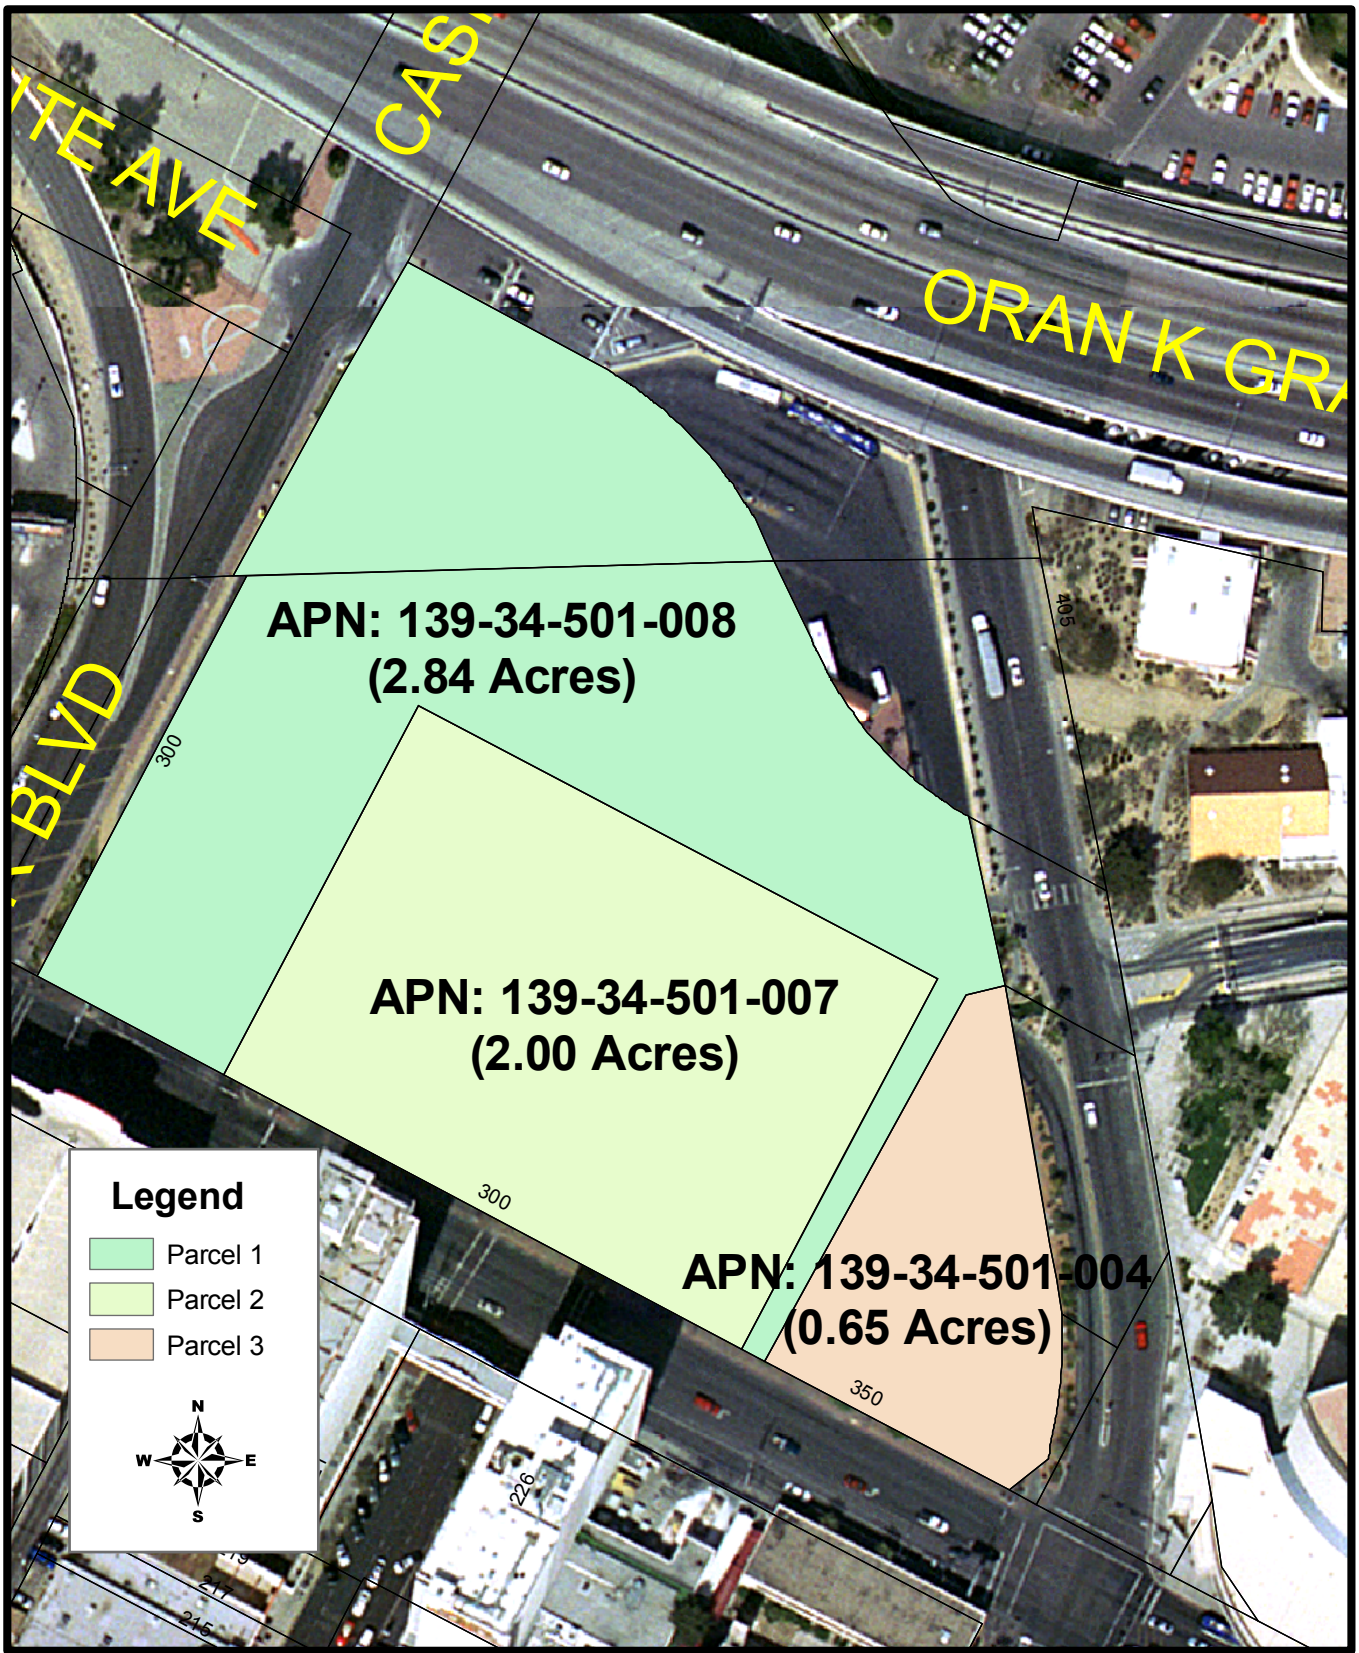 CAS
ITE AVE
ORAN K GRA
405
APN: 139-34-501-008
(2.84 Acres)
300
BLVD
APN: 139-34-501-007
(2.00 Acres)
300
APN: 139-34-501-004
(0.65 Acres)
350
Legend
Parcel 1
Parcel 2
Parcel 3
N
W E
S
226
217
215